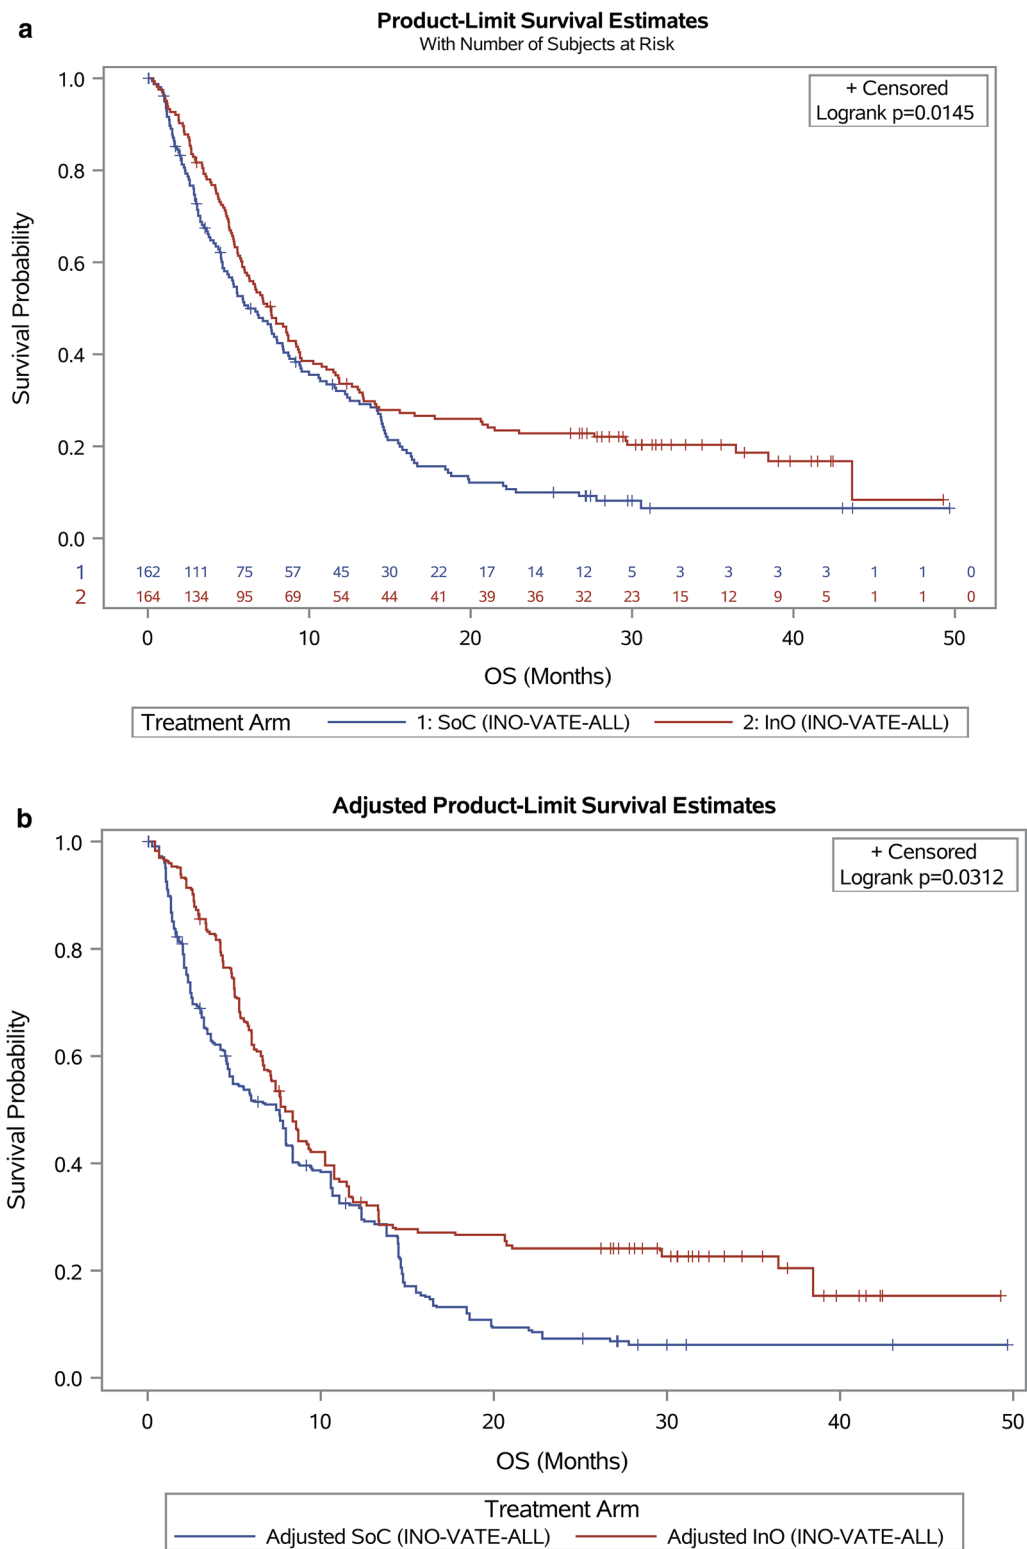 a
Product-Limit Survival Estimates
With Number of Subjects at Risk
+ Censored
Logrank p=0.0145
1.0
0.8
0.6
0.4
0.2
0.0
Survival Probability
1 162 111 75 57 45 30 22 17 14 12 5 3 3 3 3 1 1 0
2 164 134 95 69 54 44 41 39 36 32 23 15 12 9 5 1 1 0
0 10 20 30 40 50
OS (Months)
Treatment Arm 1: SoC (INO-VATE-ALL) 2: InO (INO-VATE-ALL)
b
Adjusted Product-Limit Survival Estimates
+ Censored
Logrank p=0.0312
1.0
0.8
0.6
0.4
0.2
0.0
Survival Probability
0 10 20 30 40 50
OS (Months)
Treatment Arm
Adjusted SoC (INO-VATE-ALL) Adjusted InO (INO-VATE-ALL)